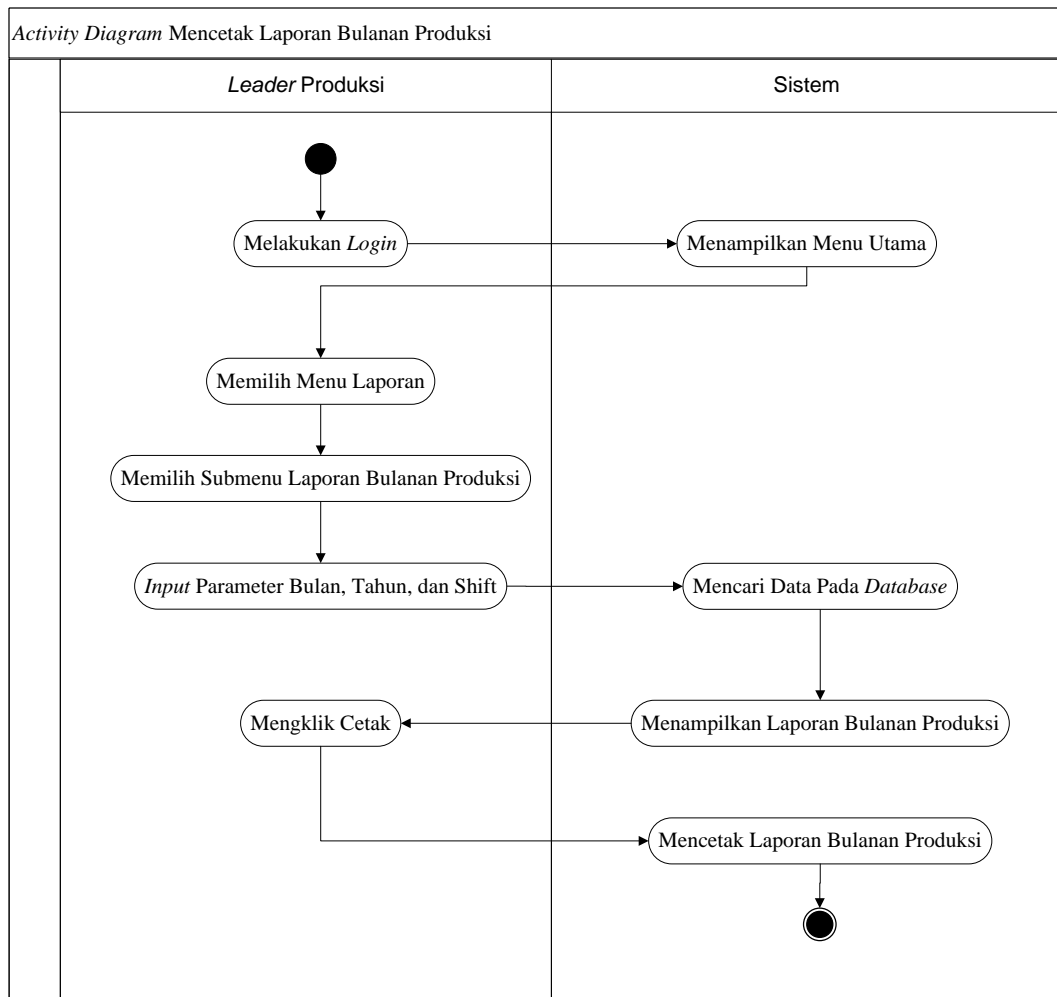 Activity Diagram Mencetak Laporan Bulanan Produksi
Leader Produksi
Sistem
Melakukan Login
Menampilkan Menu Utama
Memilih Menu Laporan
Memilih Submenu Laporan Bulanan Produksi
Input Parameter Bulan, Tahun, dan Shift
Mencari Data Pada Database
Mengklik Cetak
Menampilkan Laporan Bulanan Produksi
Mencetak Laporan Bulanan Produksi